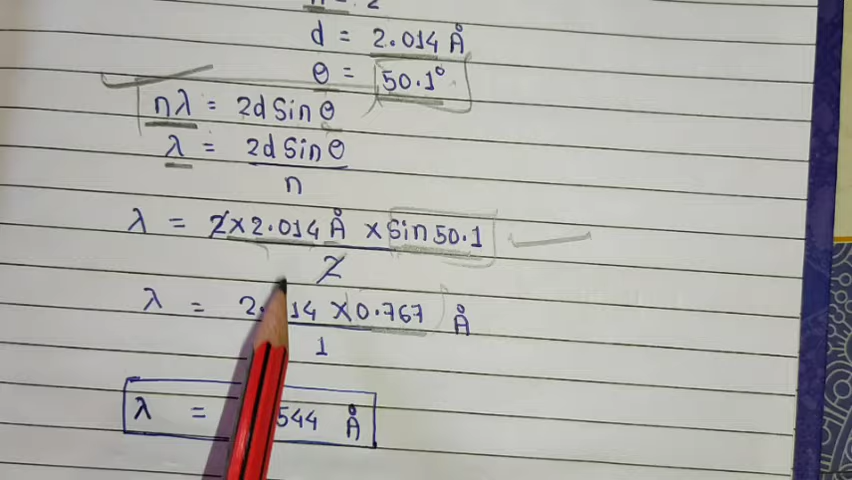 d = 2.014 Å
θ = 50.1°
nλ = 2d Sin θ
λ = 2d Sin θ
n
λ = 2 × 2.014 Å × Sin 50.1
2
λ = 2. 14 × 0.767 Å
1
λ = 544 Å